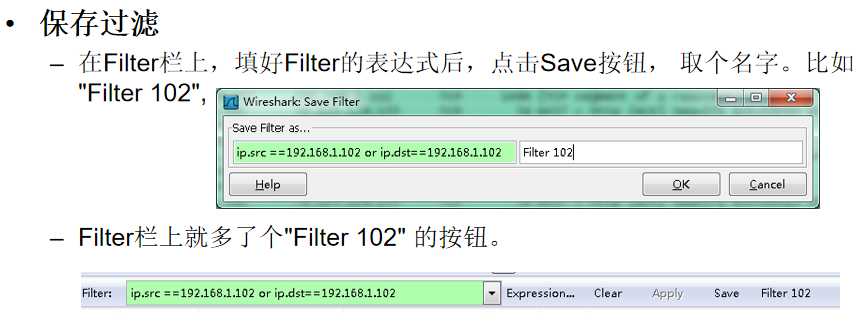 • 保存过滤
– 在Filter栏上，填好Filter的表达式后，点击Save按钮， 取个名字。比如
"Filter 102",
Wireshark: Save Filter
Save Filter as...
ip.src ==192.168.1.102 or ip.dst==192.168.1.102 Filter 102
Help OK Cancel
– Filter栏上就多了个"Filter 102" 的按钮。
Filter: ip.src ==192.168.1.102 or ip.dst==192.168.1.102 Expression... Clear Apply Save Filter 102